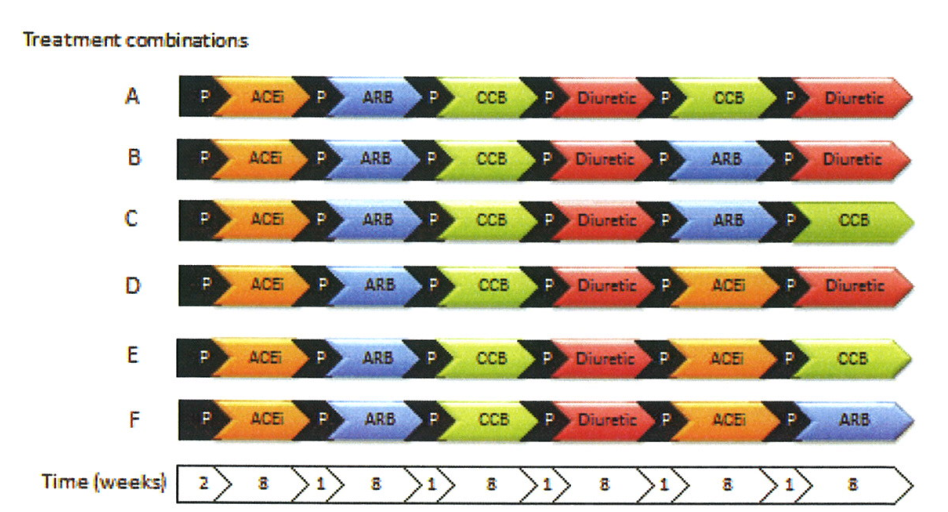 Treatment combinations
A P ACEi P ARB P CCB P Diuretic P CCB P Diuretic
B P ACEi P ARB P CCB P Diuretic P ARB P Diuretic
C P ACEi P ARB P CCB P Diuretic P ARB P CCB
D P ACEi P ARB P CCB P Diuretic P ACEi P Diuretic
E P ACEi P ARB P CCB P Diuretic P ACEi P CCB
F P ACEi P ARB P CCB P Diuretic P ACEi P ARB
Time (weeks) 2 8 1 8 1 8 1 8 1 8 1 8